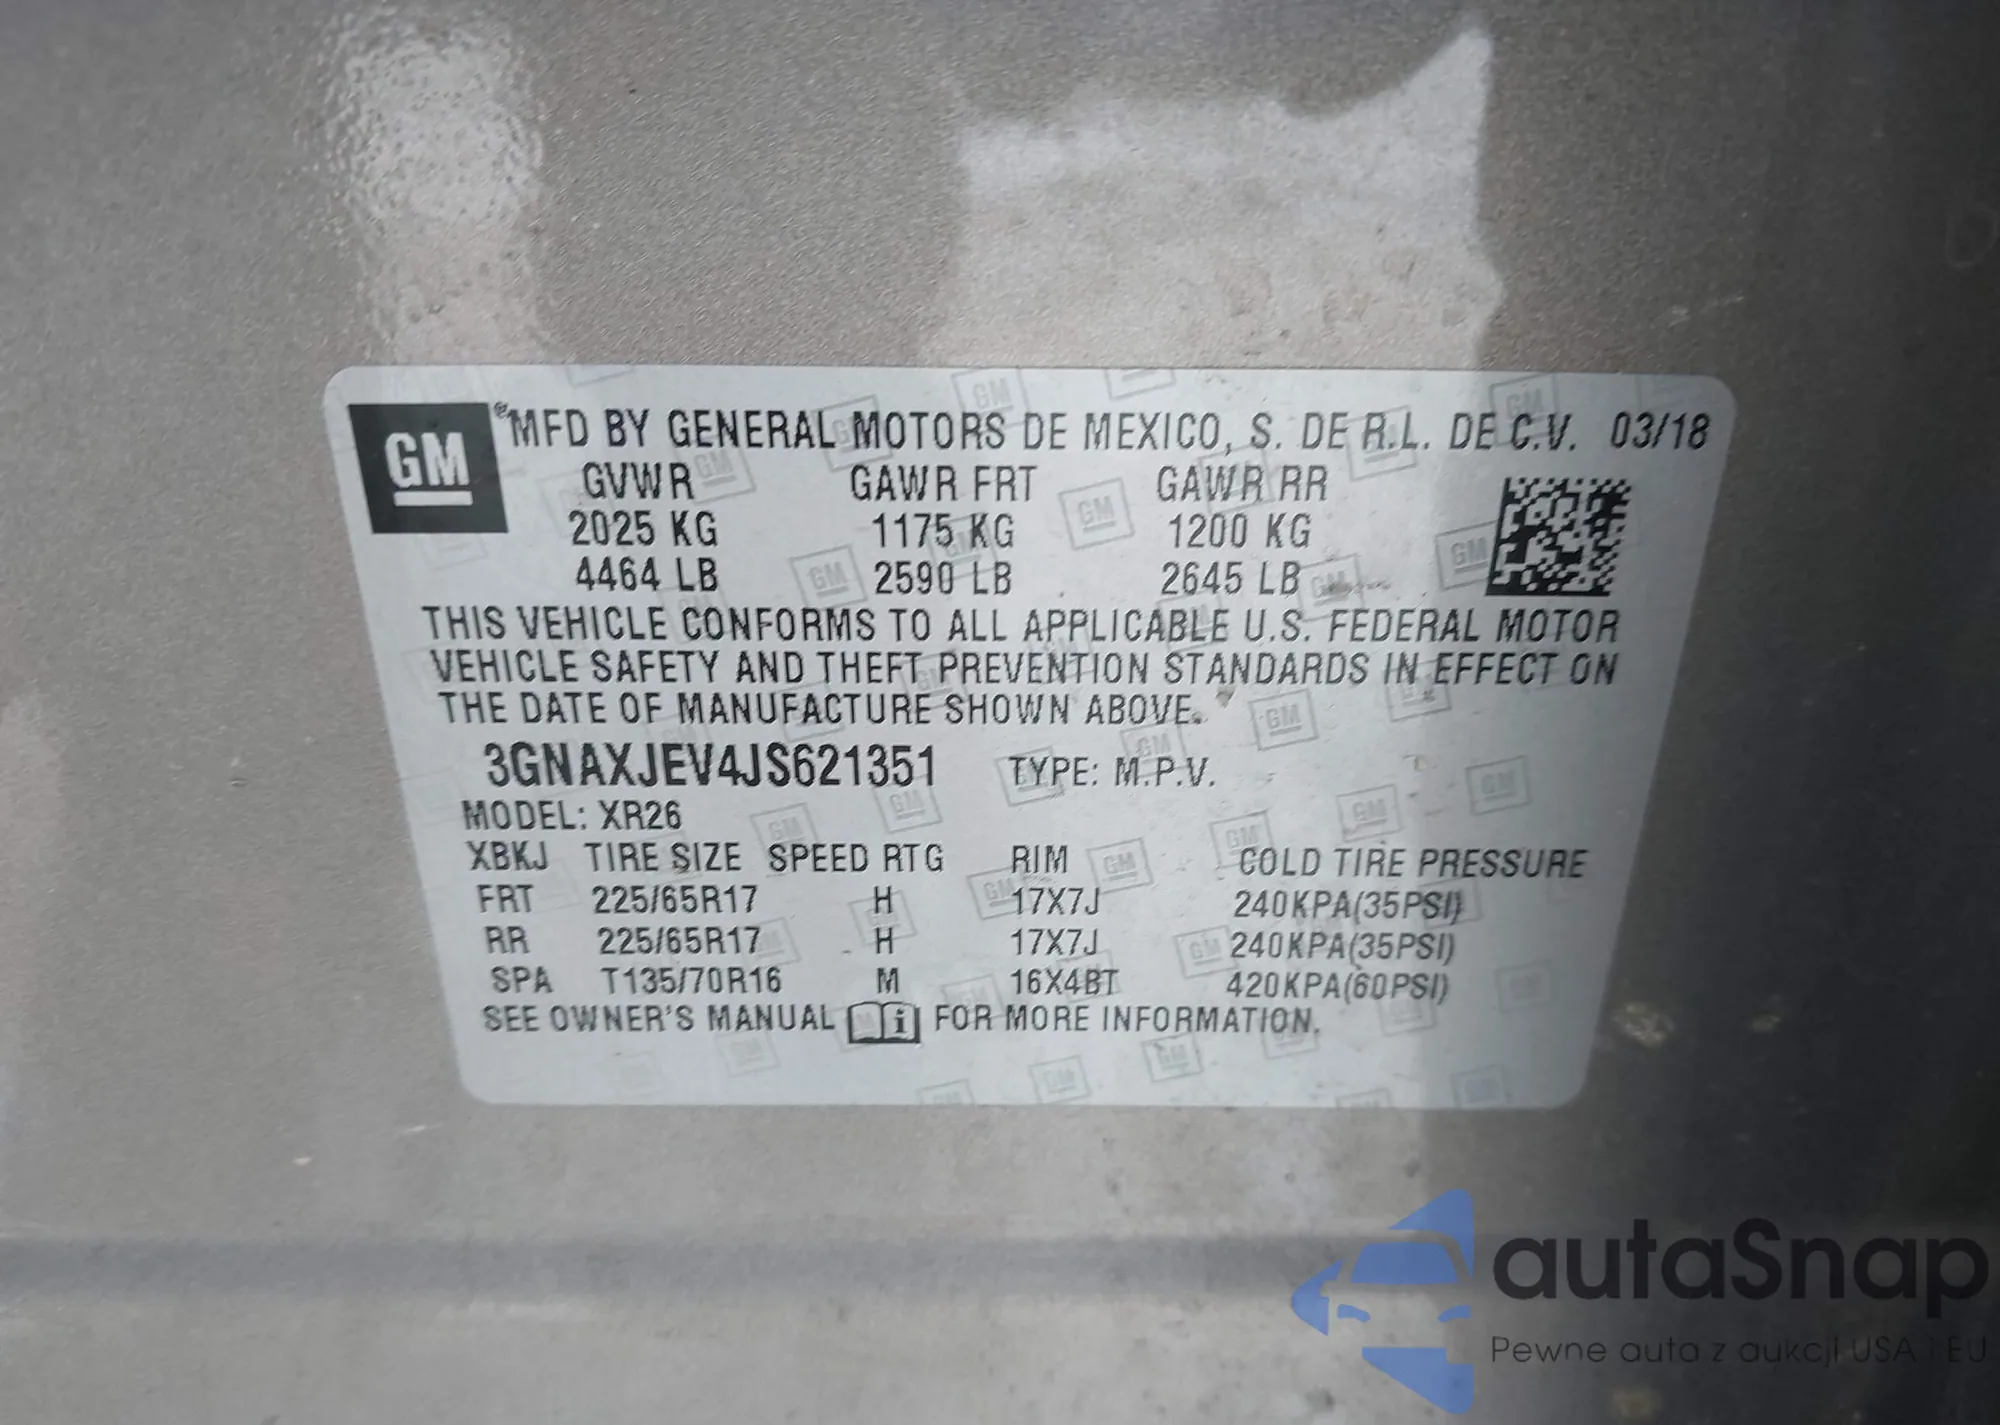 GM
®MFD BY GENERAL MOTORS DE MEXICO, S. DE R.L. DE C.V. 03/18
GVWR GAWR FRT GAWR RR
2025 KG 1175 KG 1200 KG
4464 LB 2590 LB 2645 LB
THIS VEHICLE CONFORMS TO ALL APPLICABLE U.S. FEDERAL MOTOR
VEHICLE SAFETY AND THEFT PREVENTION STANDARDS IN EFFECT ON
THE DATE OF MANUFACTURE SHOWN ABOVE.
3GNAXJEV4JS621351 TYPE: M.P.V.
MODEL: XR26
XBKJ TIRE SIZE SPEED RTG RIM COLD TIRE PRESSURE
FRT 225/65R17 H 17X7J 240KPA(35PSI)
RR 225/65R17 H 17X7J 240KPA(35PSI)
SPA T135/70R16 M 16X4BT 420KPA(60PSI)
SEE OWNER'S MANUAL i FOR MORE INFORMATION.
autaSnap
Pewne auta z aukcji USA i EU